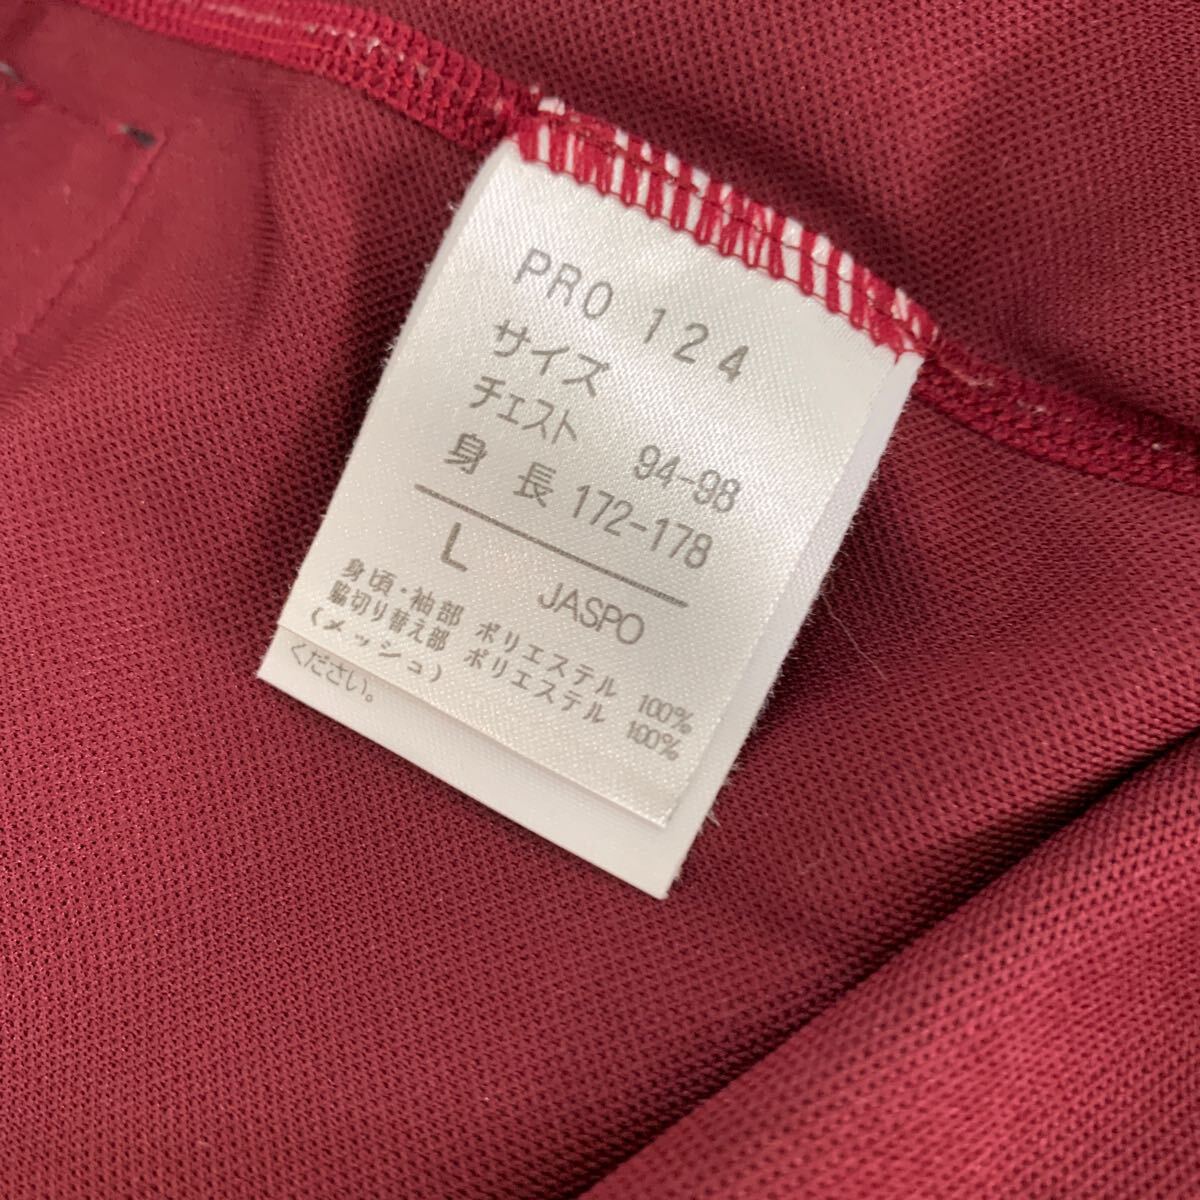 PRO 124
サイズ
チェスト 94-98
身長 172-178
L JASPO
身頃・袖部 ポリエステル 100%
脇切り替え部 ポリエステル 100%
(メッシュ)
ください。